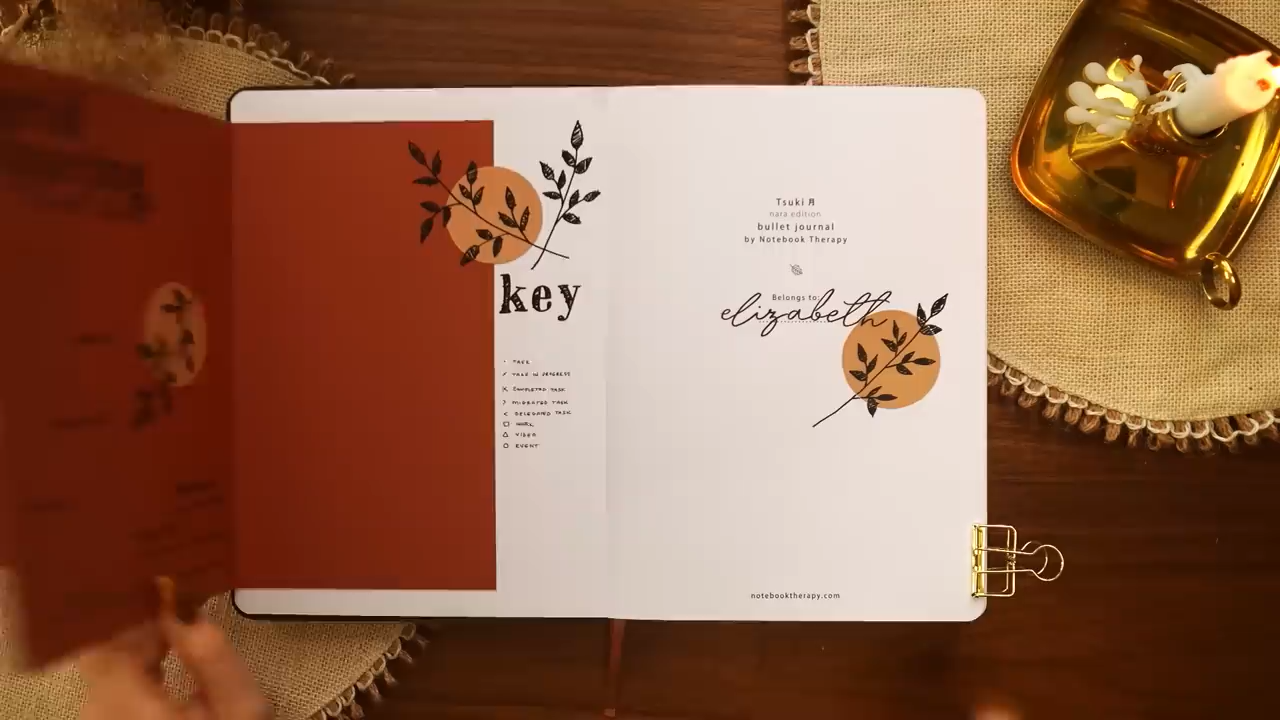 key
· TASK
/ TASK IN PROGRESS
X COMPLETED TASK
> MIGRATED TASK
< DELEGATED TASK
□ WORK
△ VIDEO
○ EVENT
Tsuki 月
nara edition
bullet journal
by Notebook Therapy
Belongs to:
elizabeth
notebooktherapy.com